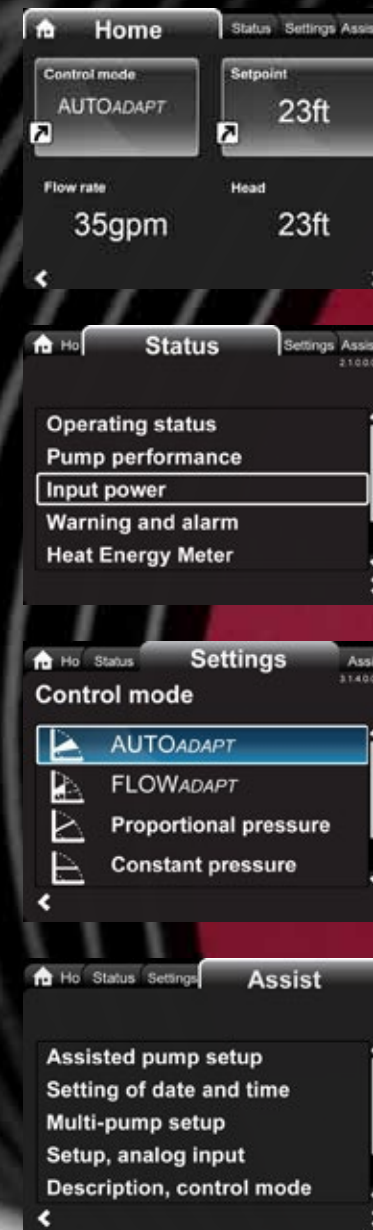 Home Status Settings Assis
Control mode Setpoint
AUTOADAPT 23ft
Flow rate Head
35gpm 23ft
Ho Status Settings Assis
Operating status
Pump performance
Input power
Warning and alarm
Heat Energy Meter
Ho Status Settings Assi
Control mode
AUTOADAPT
FLOWADAPT
Proportional pressure
Constant pressure
Ho Status Settings Assist
Assisted pump setup
Setting of date and time
Multi-pump setup
Setup, analog input
Description, control mode